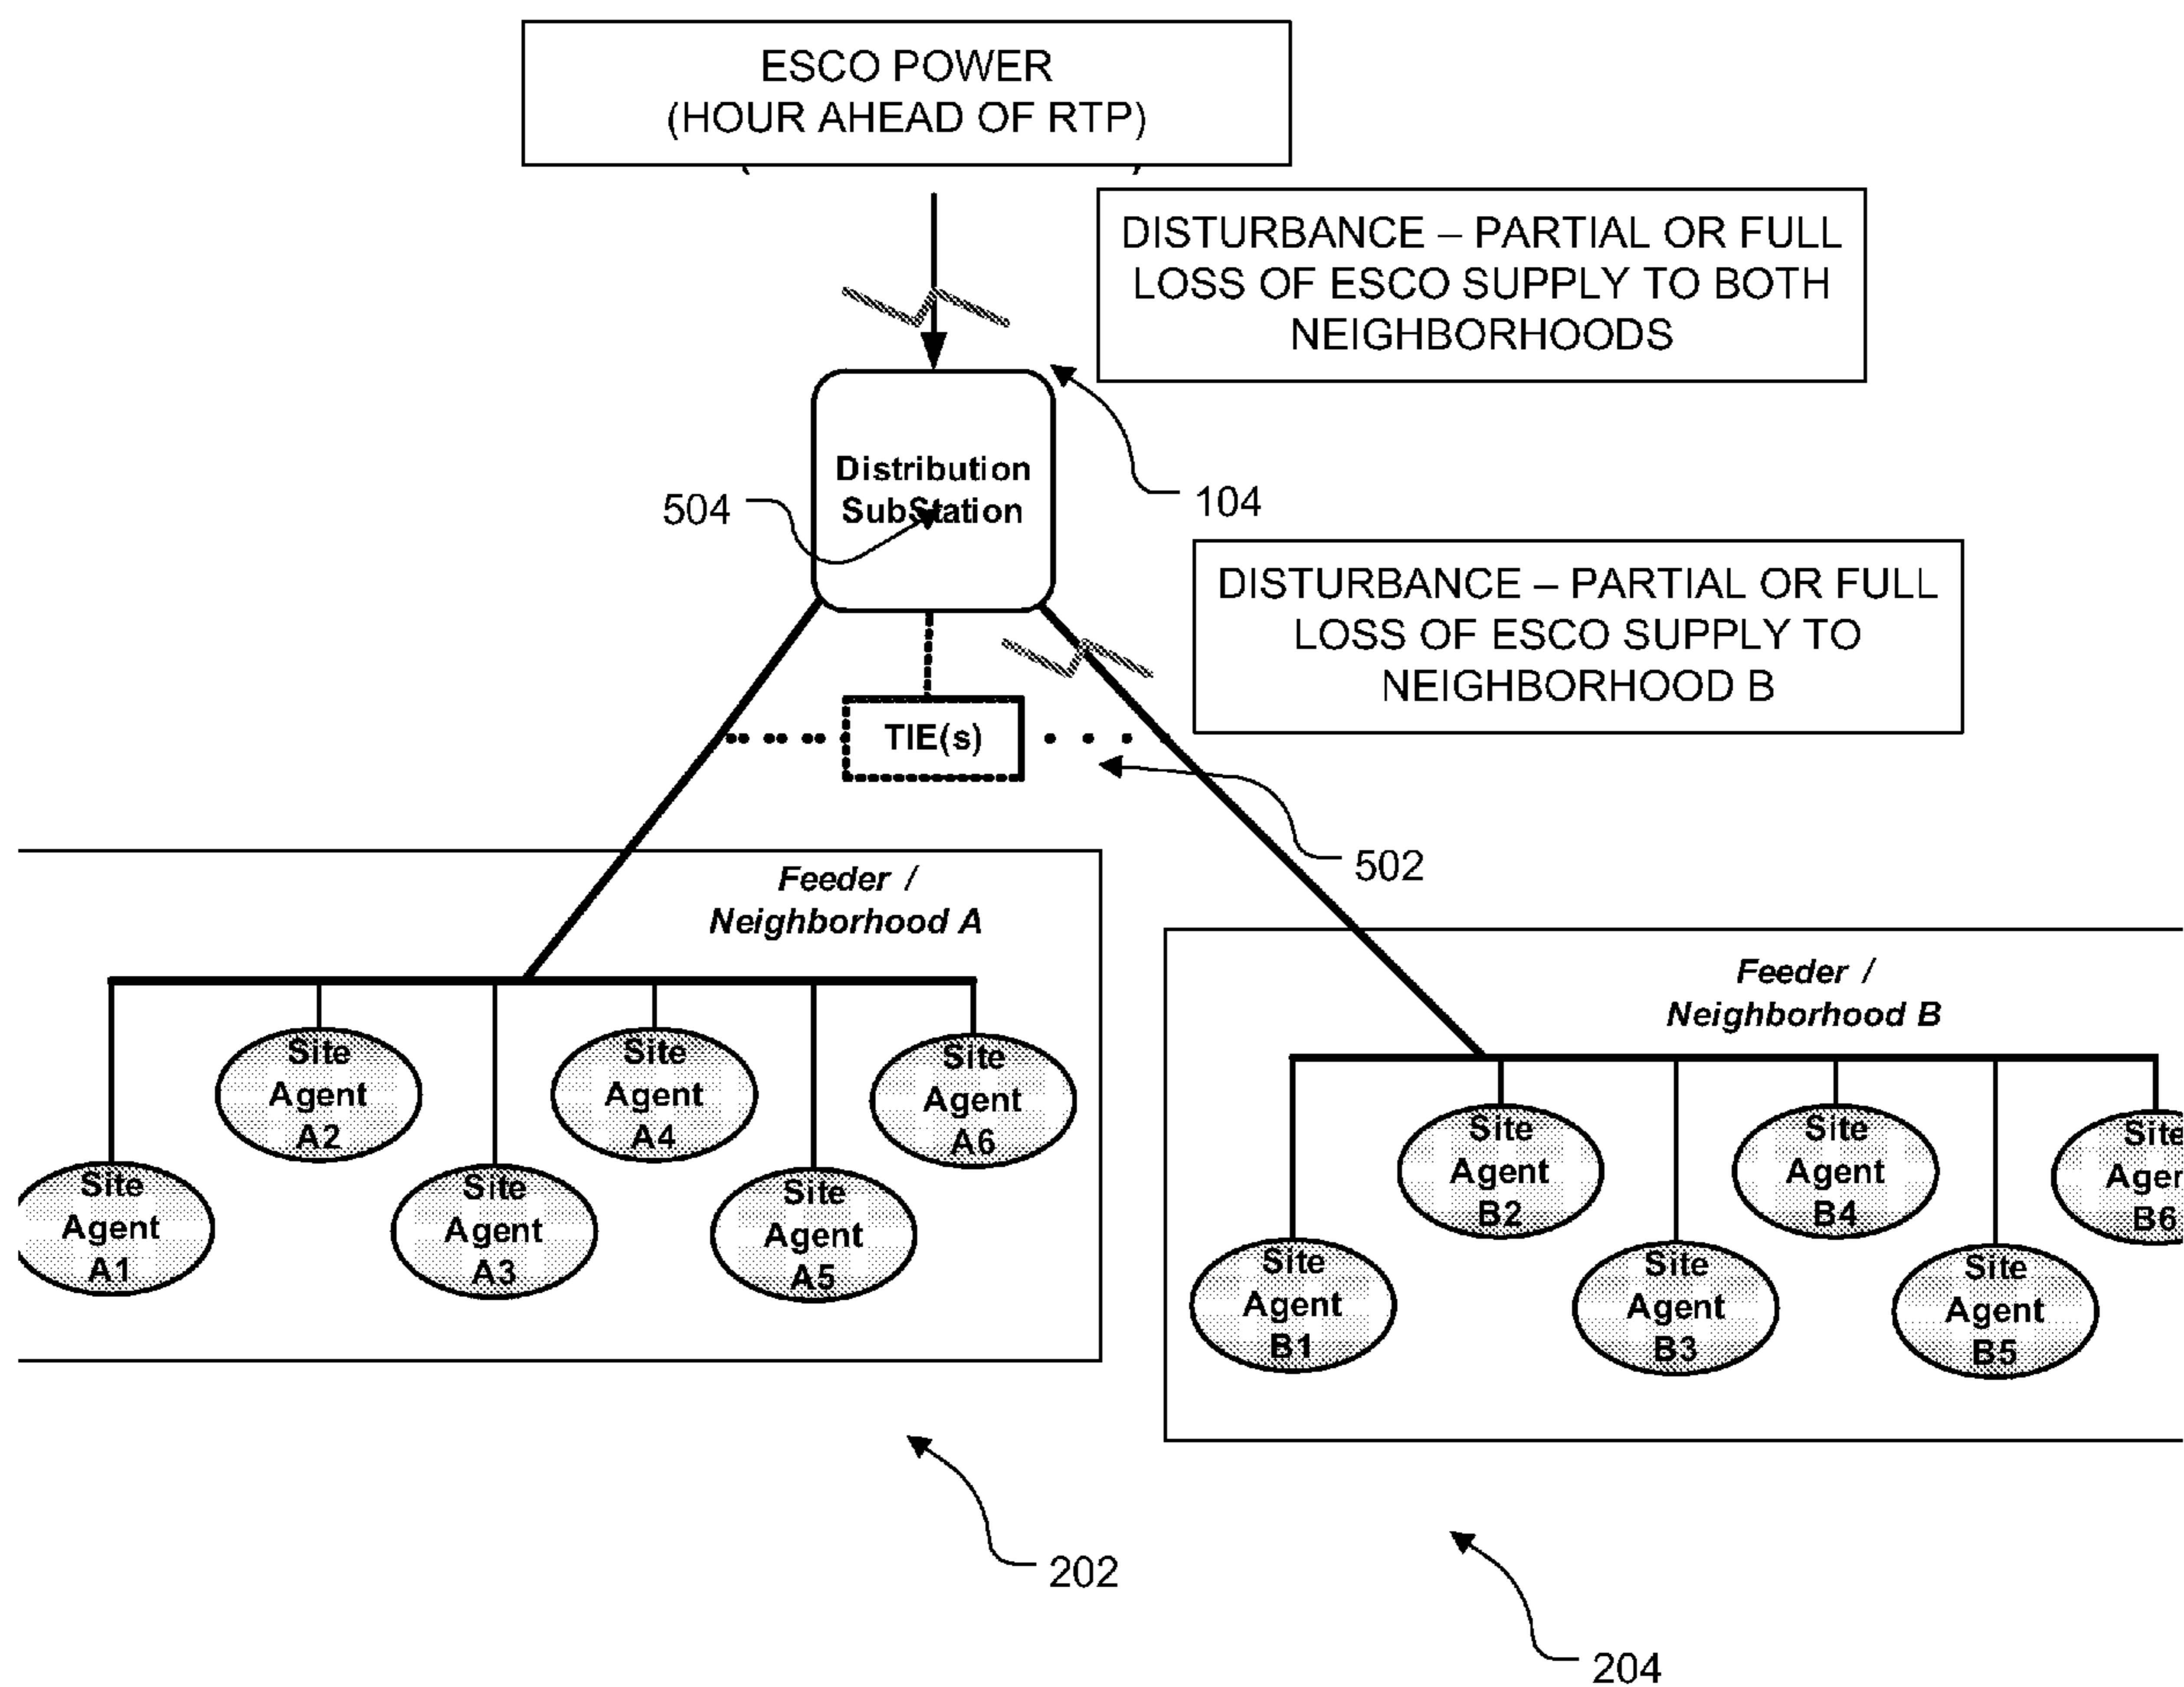 ESCO POWER
(HOUR AHEAD OF RTP)
DISTURBANCE – PARTIAL OR FULL
LOSS OF ESCO SUPPLY TO BOTH
NEIGHBORHOODS
Distribution
SubStation
504
104
DISTURBANCE – PARTIAL OR FULL
LOSS OF ESCO SUPPLY TO
NEIGHBORHOOD B
TIE(s)
502
Feeder /
Neighborhood A
Site
Agent
A1
Site
Agent
A2
Site
Agent
A3
Site
Agent
A4
Site
Agent
A5
Site
Agent
A6
Feeder /
Neighborhood B
Site
Agent
B1
Site
Agent
B2
Site
Agent
B3
Site
Agent
B4
Site
Agent
B5
Site
Agen
B6
202
204